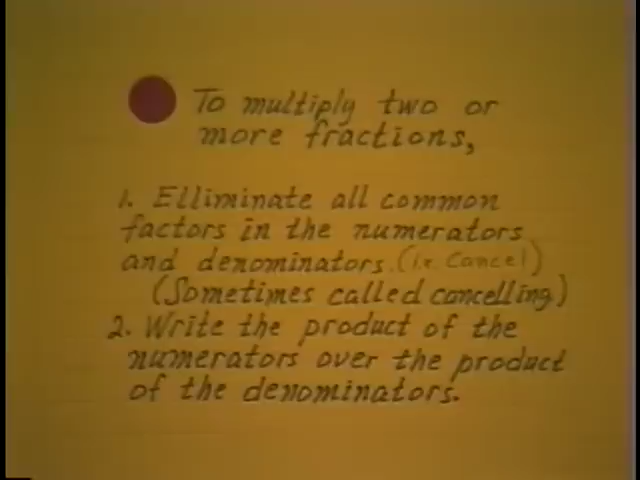 To multiply two or
more fractions,
1. Elliminate all common
factors in the numerators
and denominators. (i.e. Cancel)
(Sometimes called cancelling)
2. Write the product of the
numerators over the product
of the denominators.